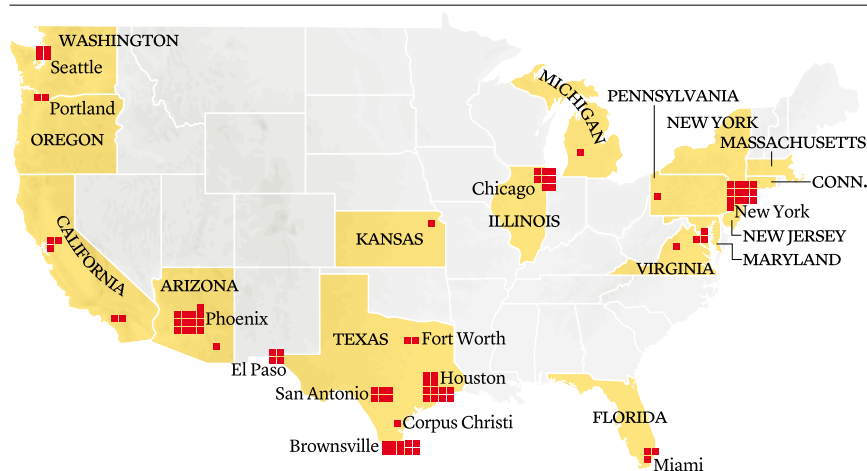 WASHINGTON
Seattle
Portland
OREGON
CALIFORNIA
ARIZONA
Phoenix
El Paso
TEXAS
Fort Worth
San Antonio
Houston
Corpus Christi
Brownsville
KANSAS
Chicago
ILLINOIS
MICHIGAN
PENNSYLVANIA
NEW YORK
MASSACHUSETTS
CONN.
New York
NEW JERSEY
MARYLAND
VIRGINIA
FLORIDA
Miami